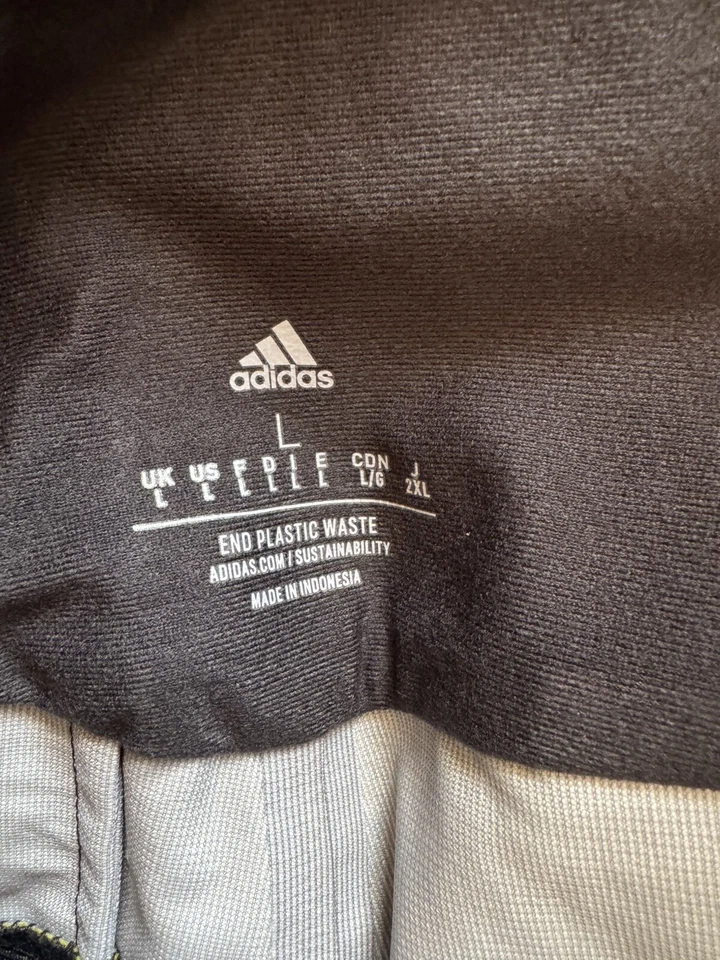 adidas
L
UK US F D I E CDN J
L L L L L L L/G 2XL
END PLASTIC WASTE
ADIDAS.COM/SUSTAINABILITY
MADE IN INDONESIA